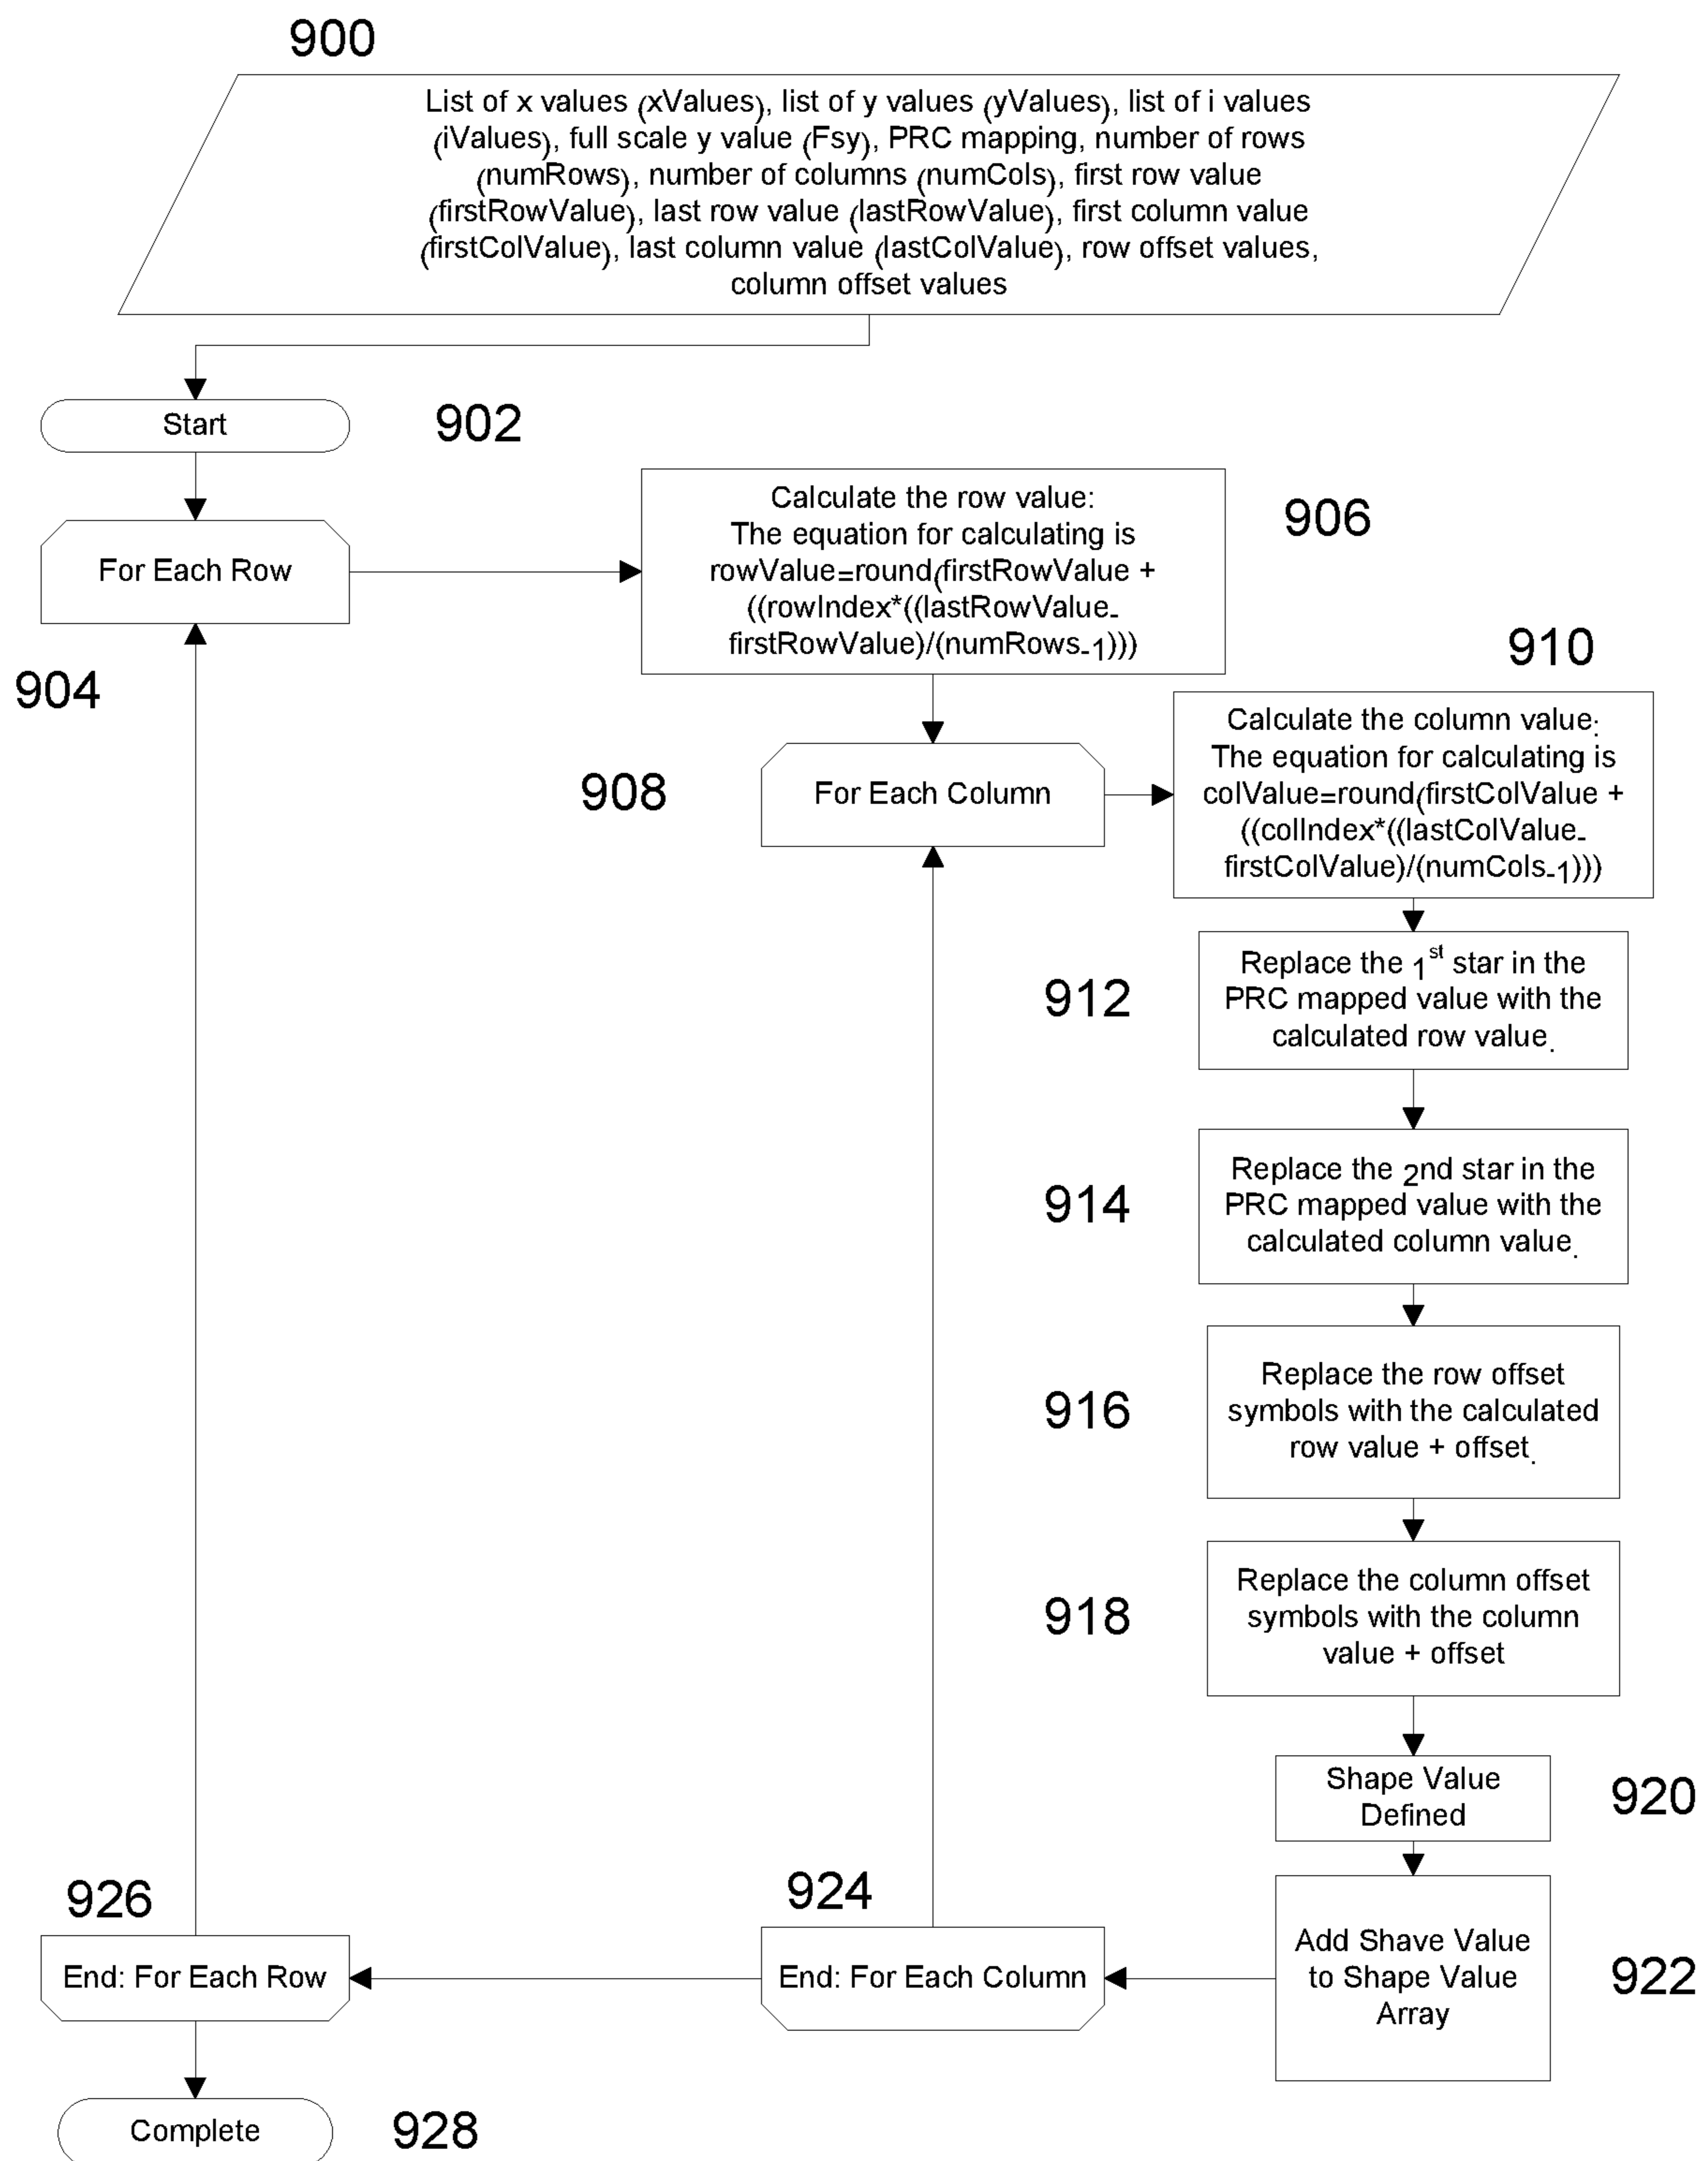 900
List of x values (xValues), list of y values (yValues), list of i values
(iValues), full scale y value (Fsy), PRC mapping, number of rows
(numRows), number of columns (numCols), first row value
(firstRowValue), last row value (lastRowValue), first column value
(firstColValue), last column value (lastColValue), row offset values,
column offset values
Start
902
For Each Row
904
Calculate the row value:
The equation for calculating is
rowValue=round(firstRowValue +
((rowIndex*((lastRowValue-
firstRowValue)/(numRows-1)))
906
For Each Column
908
910
Calculate the column value:
The equation for calculating is
colValue=round(firstColValue +
((colIndex*((lastColValue-
firstColValue)/(numCols-1)))
912
Replace the 1st star in the
PRC mapped value with the
calculated row value.
914
Replace the 2nd star in the
PRC mapped value with the
calculated column value.
916
Replace the row offset
symbols with the calculated
row value + offset.
918
Replace the column offset
symbols with the column
value + offset
Shape Value
Defined
920
Add Shave Value
to Shape Value
Array
922
924
End: For Each Column
926
End: For Each Row
Complete
928